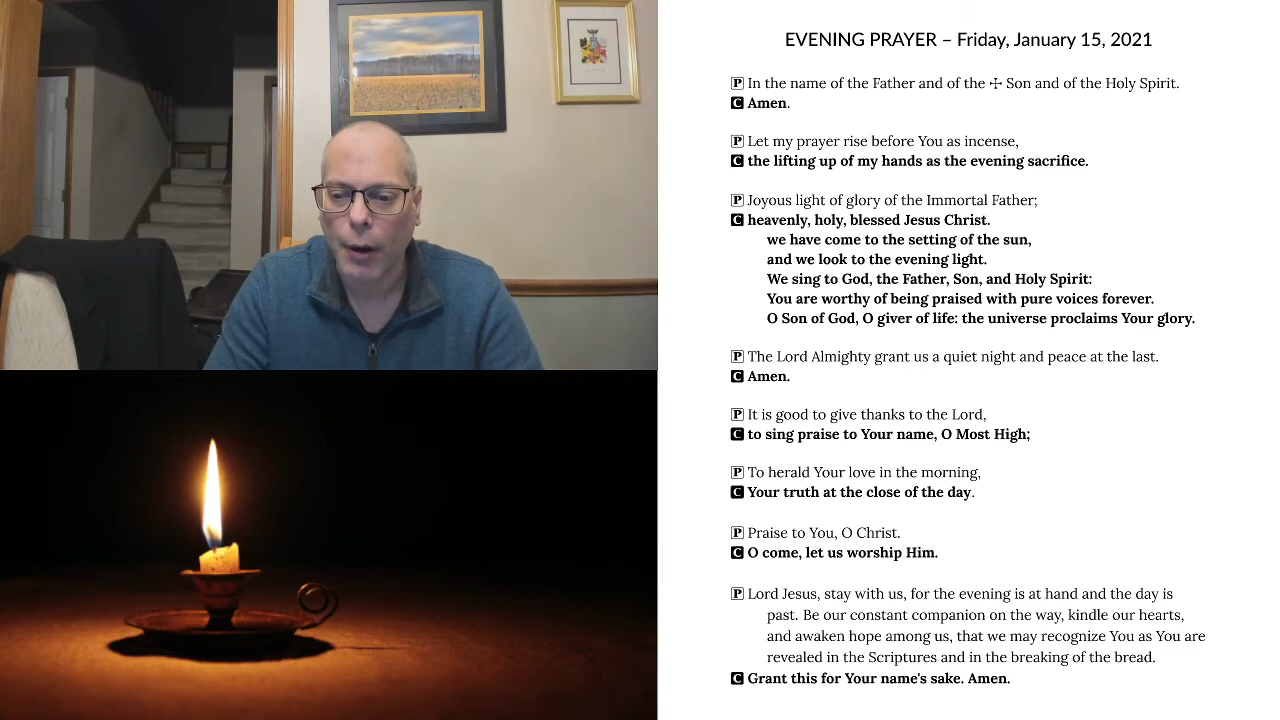 EVENING PRAYER – Friday, January 15, 2021
P In the name of the Father and of the ☩ Son and of the Holy Spirit.
C Amen.
P Let my prayer rise before You as incense,
C the lifting up of my hands as the evening sacrifice.
P Joyous light of glory of the Immortal Father;
C heavenly, holy, blessed Jesus Christ.
we have come to the setting of the sun,
and we look to the evening light.
We sing to God, the Father, Son, and Holy Spirit:
You are worthy of being praised with pure voices forever.
O Son of God, O giver of life: the universe proclaims Your glory.
P The Lord Almighty grant us a quiet night and peace at the last.
C Amen.
P It is good to give thanks to the Lord,
C to sing praise to Your name, O Most High;
P To herald Your love in the morning,
C Your truth at the close of the day.
P Praise to You, O Christ.
C O come, let us worship Him.
P Lord Jesus, stay with us, for the evening is at hand and the day is
past. Be our constant companion on the way, kindle our hearts,
and awaken hope among us, that we may recognize You as You are
revealed in the Scriptures and in the breaking of the bread.
C Grant this for Your name's sake. Amen.